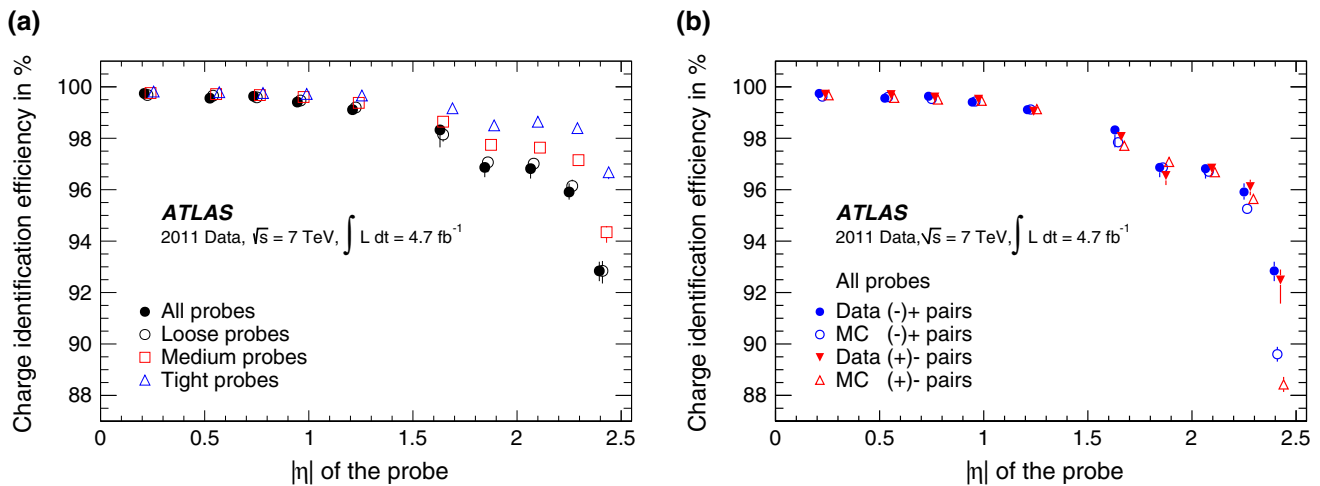 (a)
Charge identification efficiency in %
100
98
96
94
92
90
88
ATLAS
2011 Data, √s = 7 TeV, ∫ L dt = 4.7 fb⁻¹
All probes
Loose probes
Medium probes
Tight probes
0 0.5 1 1.5 2 2.5
|η| of the probe
(b)
Charge identification efficiency in %
100
98
96
94
92
90
88
ATLAS
2011 Data,√s = 7 TeV,∫ L dt = 4.7 fb⁻¹
All probes
Data (-)+ pairs
MC (-)+ pairs
Data (+)- pairs
MC (+)- pairs
0 0.5 1 1.5 2 2.5
|η| of the probe